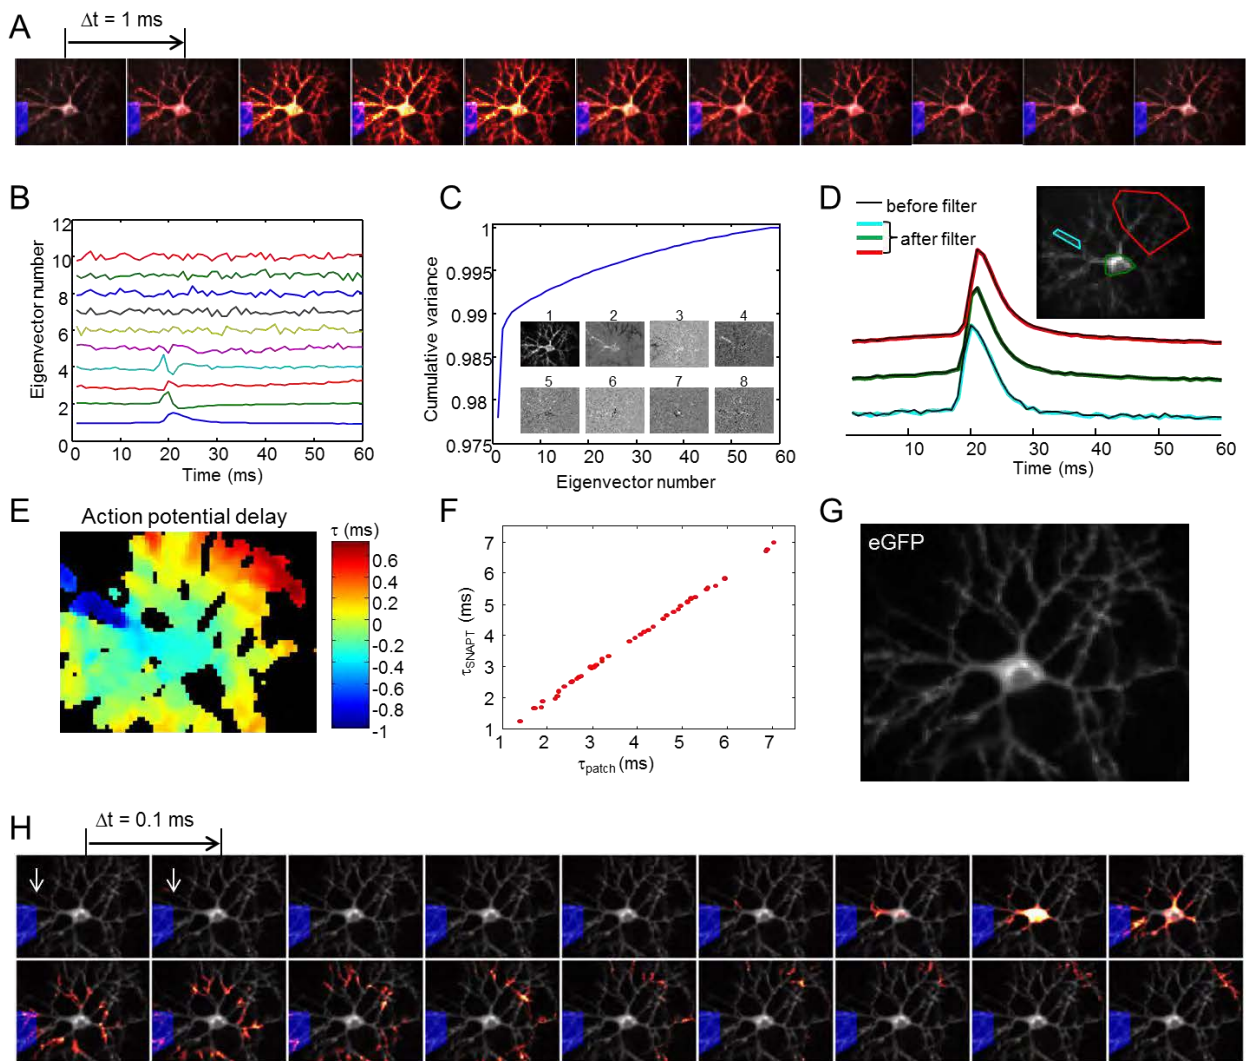 A
Δt = 1 ms
B
Eigenvector number
12
10
8
6
4
2
0
0 10 20 30 40 50 60
Time (ms)
C
Cumulative variance
1
0.995
0.99
0.985
0.98
0.975
1 2 3 4
5 6 7 8
0 10 20 30 40 50 60
Eigenvector number
D
before filter
after filter
10 20 30 40 50 60
Time (ms)
E
Action potential delay
τ (ms)
0.6
0.4
0.2
0
-0.2
-0.4
-0.6
-0.8
-1
F
τSNAPT (ms)
7
6
5
4
3
2
1
1 2 3 4 5 6 7
τpatch (ms)
G
eGFP
H
Δt = 0.1 ms